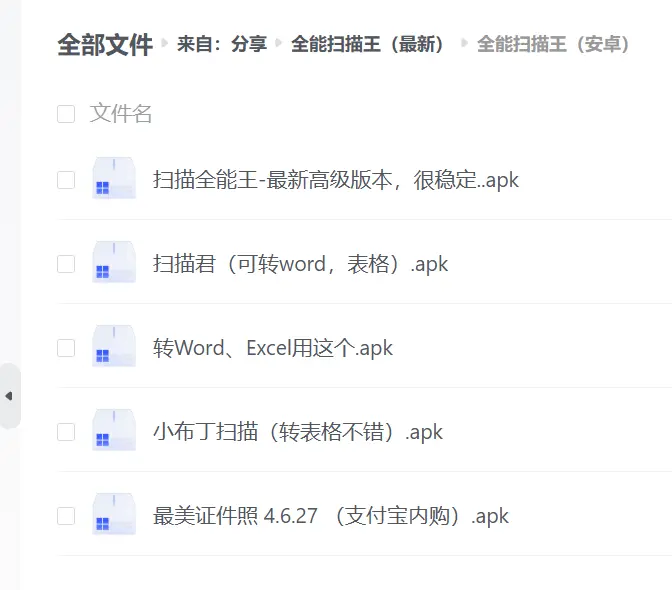 全部文件 来自：分享 全能扫描王（最新） 全能扫描王（安卓）
文件名
扫描全能王-最新高级版本，很稳定..apk
扫描君（可转word，表格）.apk
转Word、Excel用这个.apk
小布丁扫描（转表格不错）.apk
最美证件照 4.6.27 （支付宝内购）.apk